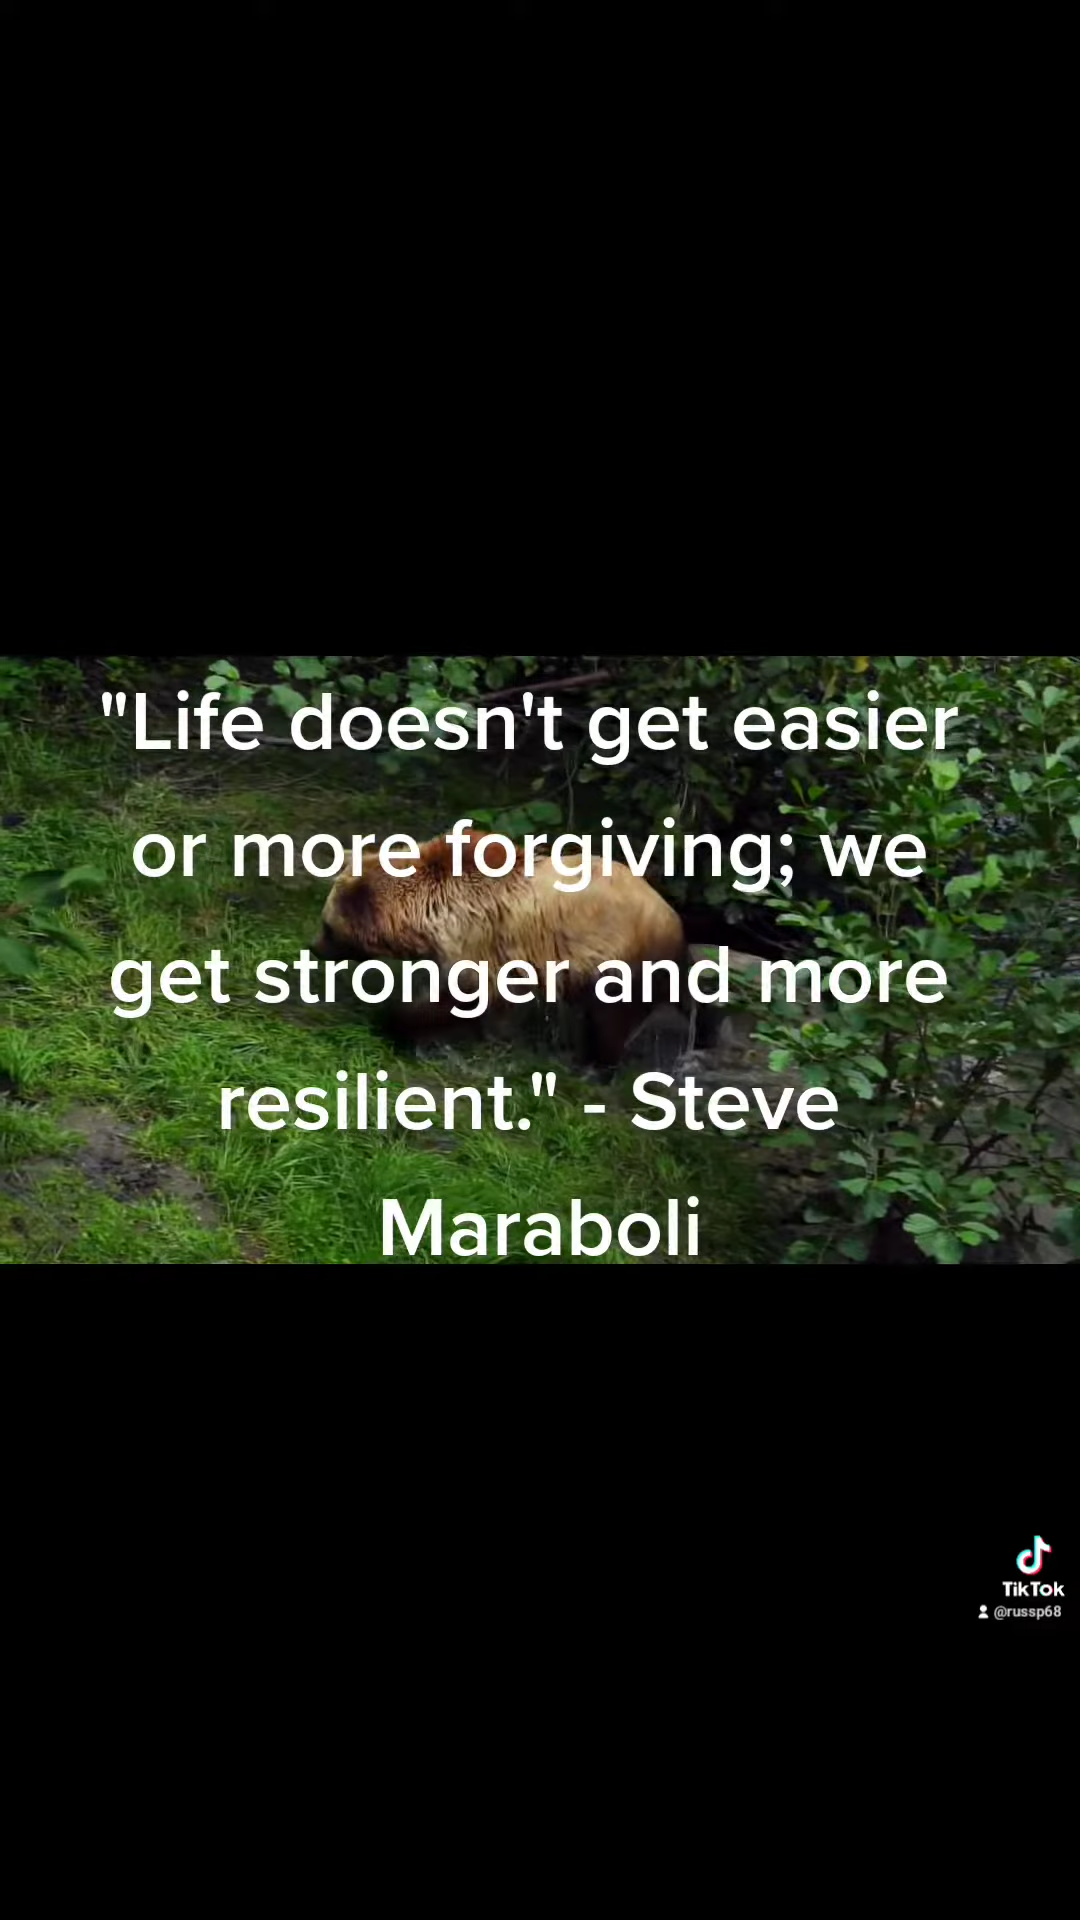 "Life doesn't get easier
or more forgiving; we
get stronger and more
resilient." - Steve
Maraboli
TikTok
@russp68